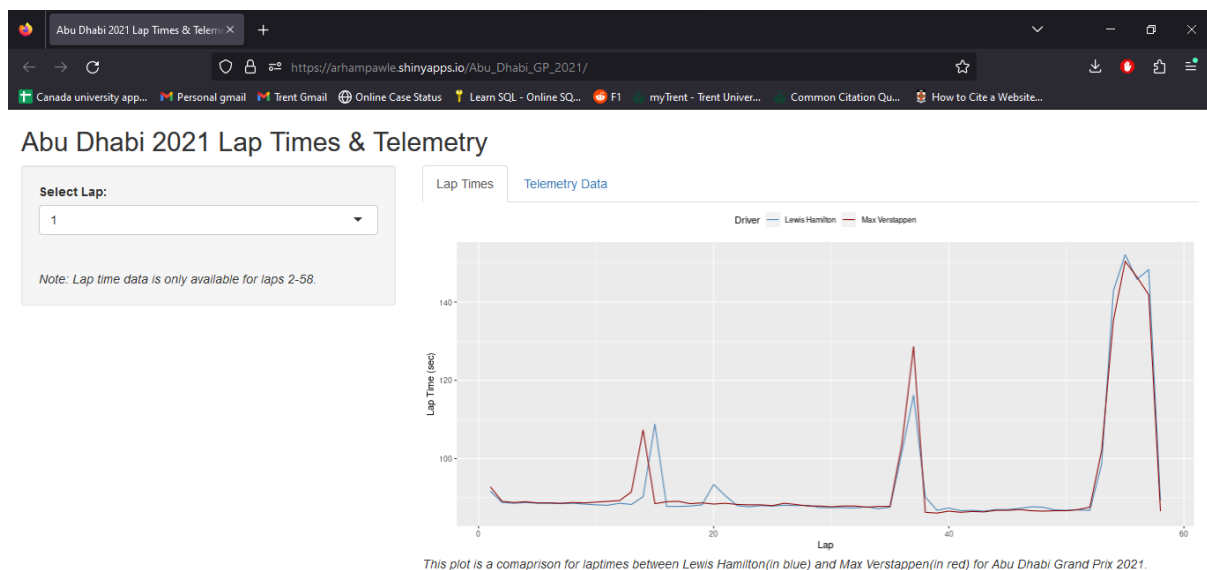 Abu Dhabi 2021 Lap Times & Telem
https://arhampawle.shinyapps.io/Abu_Dhabi_GP_2021/
Canada university app... Personal gmail Trent Gmail Online Case Status Learn SQL - Online SQ... F1 myTrent - Trent Univer... Common Citation Qu... How to Cite a Website...
Abu Dhabi 2021 Lap Times & Telemetry
Select Lap:
1
Note: Lap time data is only available for laps 2-58.
Lap Times Telemetry Data
Driver Lewis Hamilton Max Verstappen
Lap Time (sec)
140
120
100
0 20 40 60
Lap
This plot is a comaprison for laptimes between Lewis Hamilton(in blue) and Max Verstappen(in red) for Abu Dhabi Grand Prix 2021.